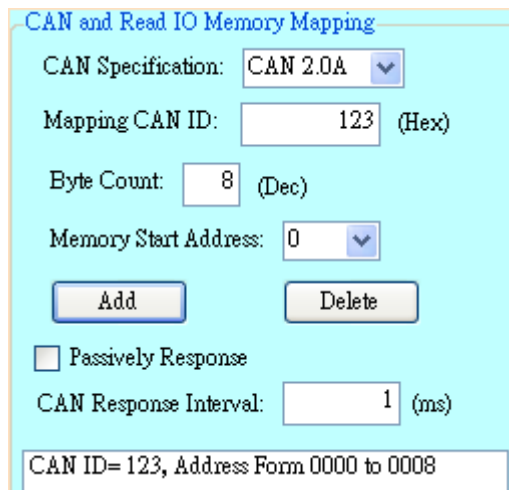 CAN and Read IO Memory Mapping
CAN Specification: CAN 2.0A
Mapping CAN ID: 123 (Hex)
Byte Count: 8 (Dec)
Memory Start Address: 0
Add Delete
Passively Response
CAN Response Interval: 1 (ms)
CAN ID= 123, Address Form 0000 to 0008